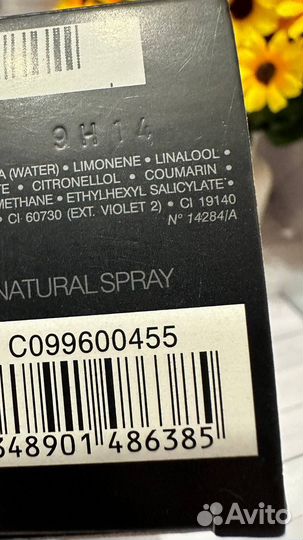 9H14
A (WATER) • LIMONENE • LINALOOL •
TE • CITRONELLOL • COUMARIN •
METHANE • ETHYLHEXYL SALICYLATE •
• CI 60730 (EXT. VIOLET 2) • CI 19140
N° 14284/A
NATURAL SPRAY
C099600455
348901 486385
Avito